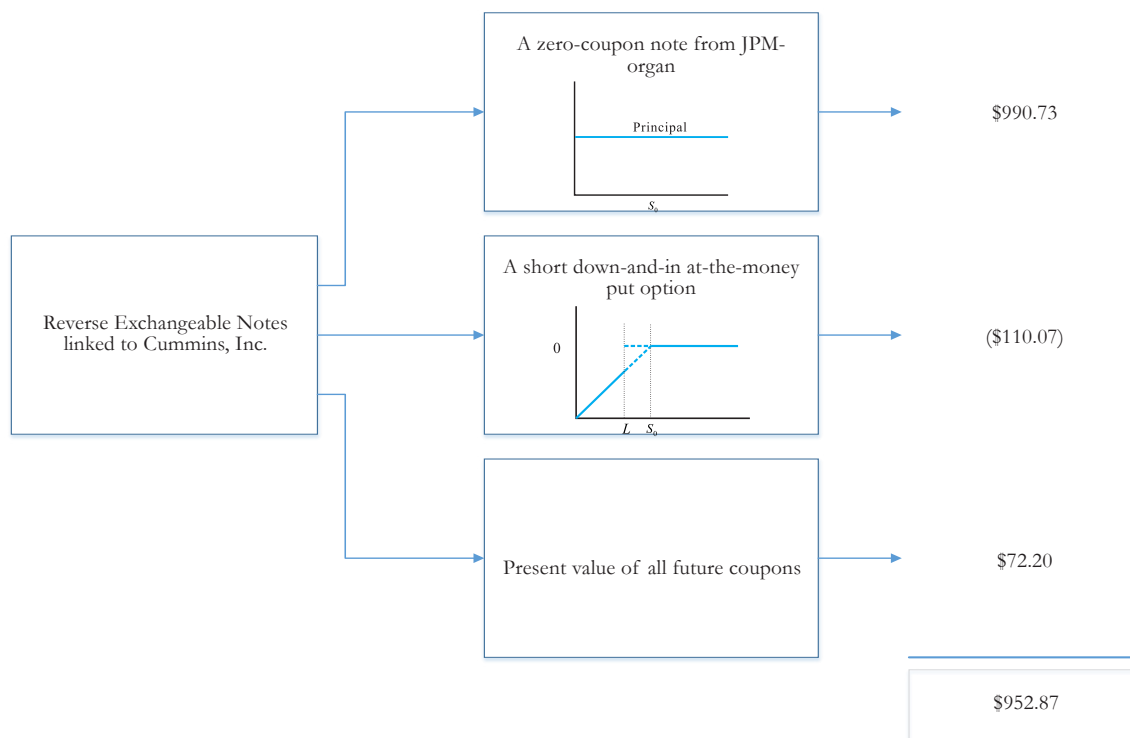 A zero-coupon note from JPM-
organ
Principal
S₀
$990.73
Reverse Exchangeable Notes
linked to Cummins, Inc.
A short down-and-in at-the-money
put option
0
L S₀
($110.07)
Present value of all future coupons
$72.20
$952.87